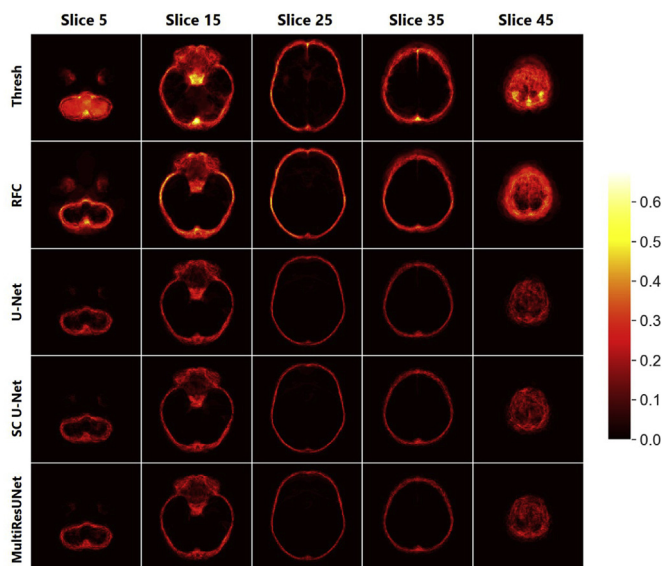 Slice 5 Slice 15 Slice 25 Slice 35 Slice 45
Thresh
RFC
U-Net
SC U-Net
MultiResUNet
0.6
0.5
0.4
0.3
0.2
0.1
0.0